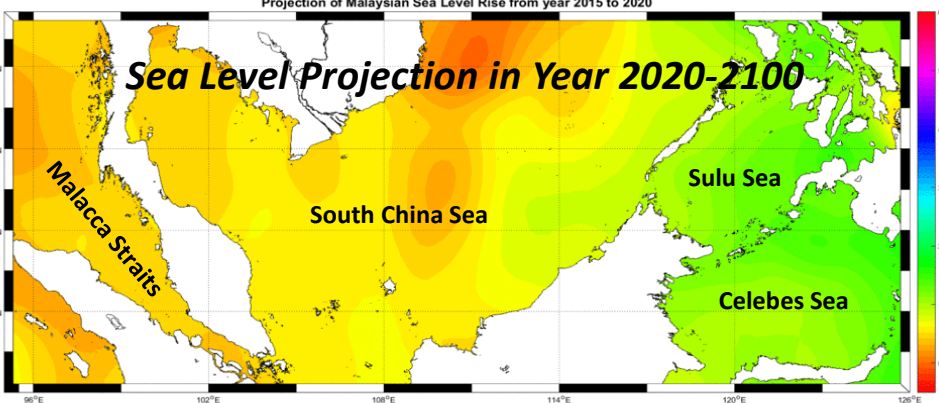 Projection of Malaysian Sea Level Rise from year 2015 to 2020
Sea Level Projection in Year 2020-2100
Malacca Straits
South China Sea
Sulu Sea
Celebes Sea
96°E 102°E 108°E 114°E 120°E 126°E